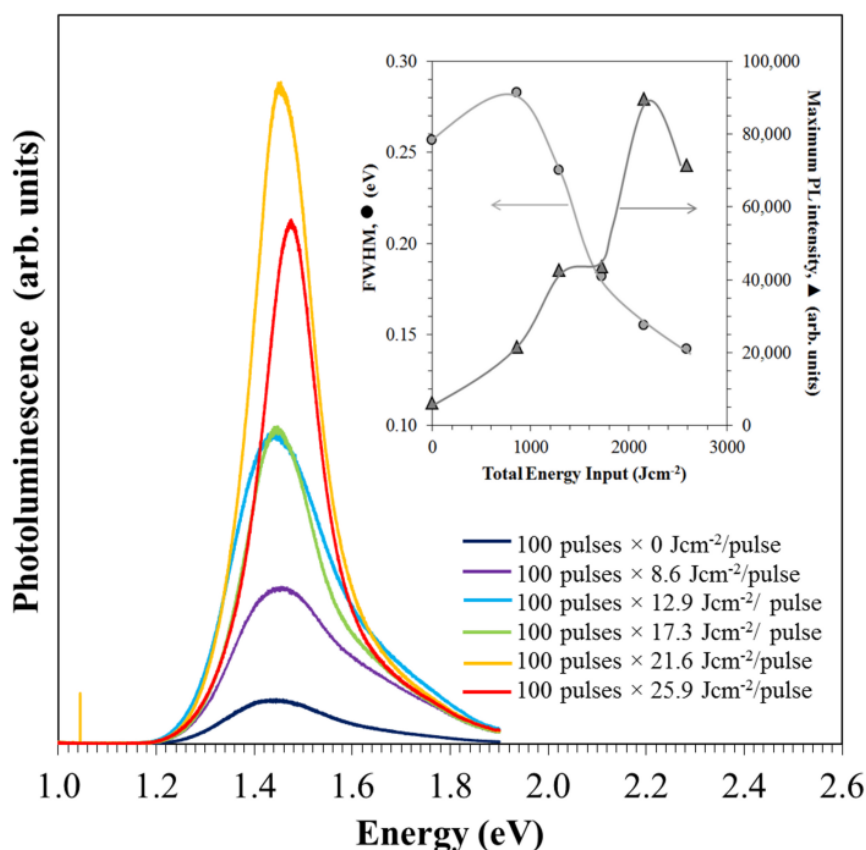 Photoluminescence (arb. units)
0.30
0.25
0.20
0.15
0.10
FWHM, ● (eV)
100,000
80,000
60,000
40,000
20,000
0
Maximum PL intensity, ▲ (arb. units)
0 1000 2000 3000
Total Energy Input (Jcm⁻²)
100 pulses × 0 Jcm⁻²/pulse
100 pulses × 8.6 Jcm⁻²/pulse
100 pulses × 12.9 Jcm⁻²/ pulse
100 pulses × 17.3 Jcm⁻²/ pulse
100 pulses × 21.6 Jcm⁻²/pulse
100 pulses × 25.9 Jcm⁻²/pulse
1.0 1.2 1.4 1.6 1.8 2.0 2.2 2.4 2.6
Energy (eV)